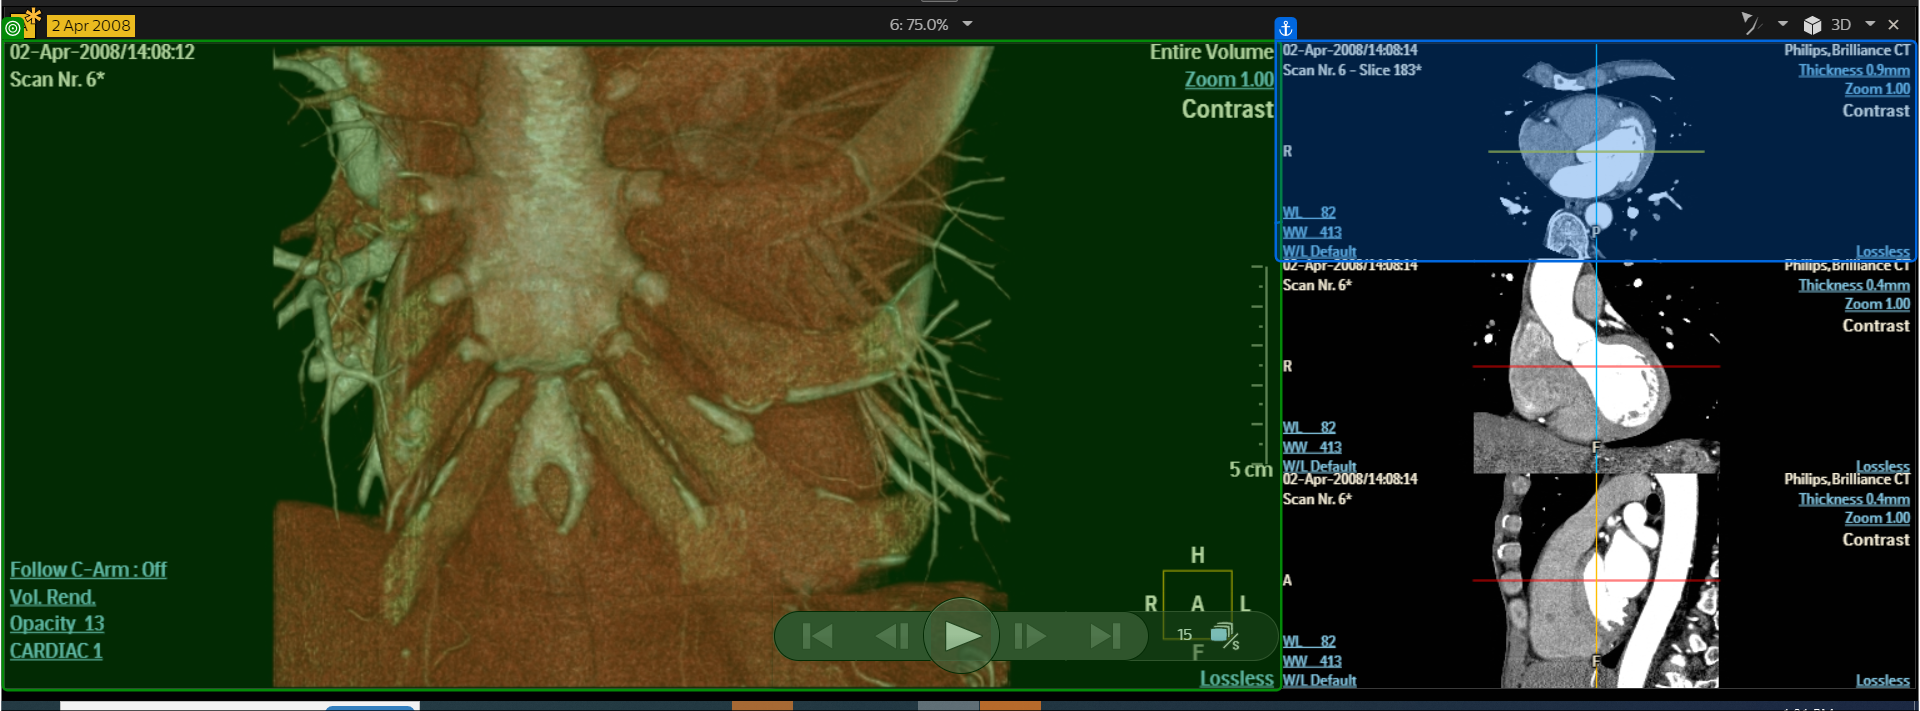 2 Apr 2008
6: 75.0%
3D
02-Apr-2008/14:08:12
Scan Nr. 6*
Entire Volume
Zoom 1.00
Contrast
5 cm
Follow C-Arm : Off
Vol. Rend.
Opacity 13
CARDIAC 1
H
R A L
F
15 /s
Lossless
02-Apr-2008/14:08:14
Scan Nr. 6 - Slice 183*
Philips,Brilliance CT
Thickness 0.9mm
Zoom 1.00
Contrast
R
WL 82
WW 413
W/L Default
P
Lossless
02-Apr-2008/14:08:14
Scan Nr. 6*
Philips,Brilliance CT
Thickness 0.4mm
Zoom 1.00
Contrast
R
WL 82
WW 413
W/L Default
F
Lossless
02-Apr-2008/14:08:14
Scan Nr. 6*
Philips,Brilliance CT
Thickness 0.4mm
Zoom 1.00
Contrast
A
WL 82
WW 413
W/L Default
F
Lossless